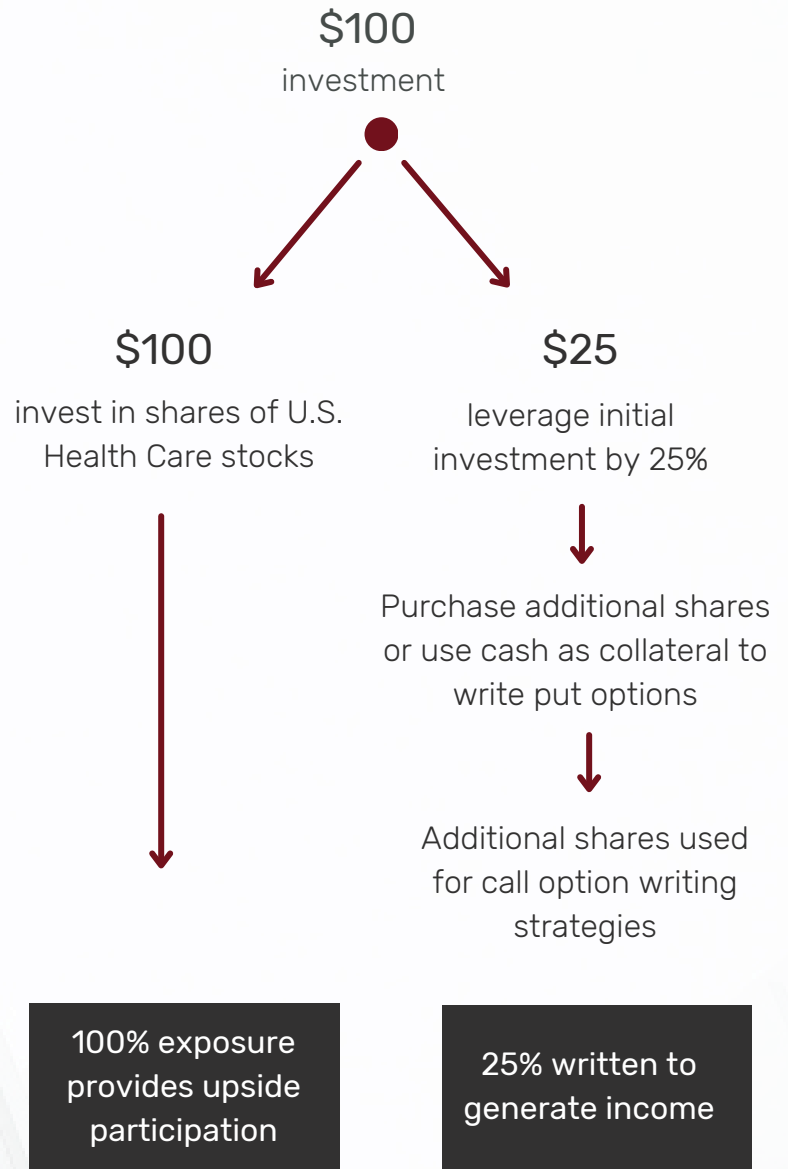 $100
investment
$100
invest in shares of U.S.
Health Care stocks
$25
leverage initial
investment by 25%
Purchase additional shares
or use cash as collateral to
write put options
Additional shares used
for call option writing
strategies
100% exposure
provides upside
participation
25% written to
generate income